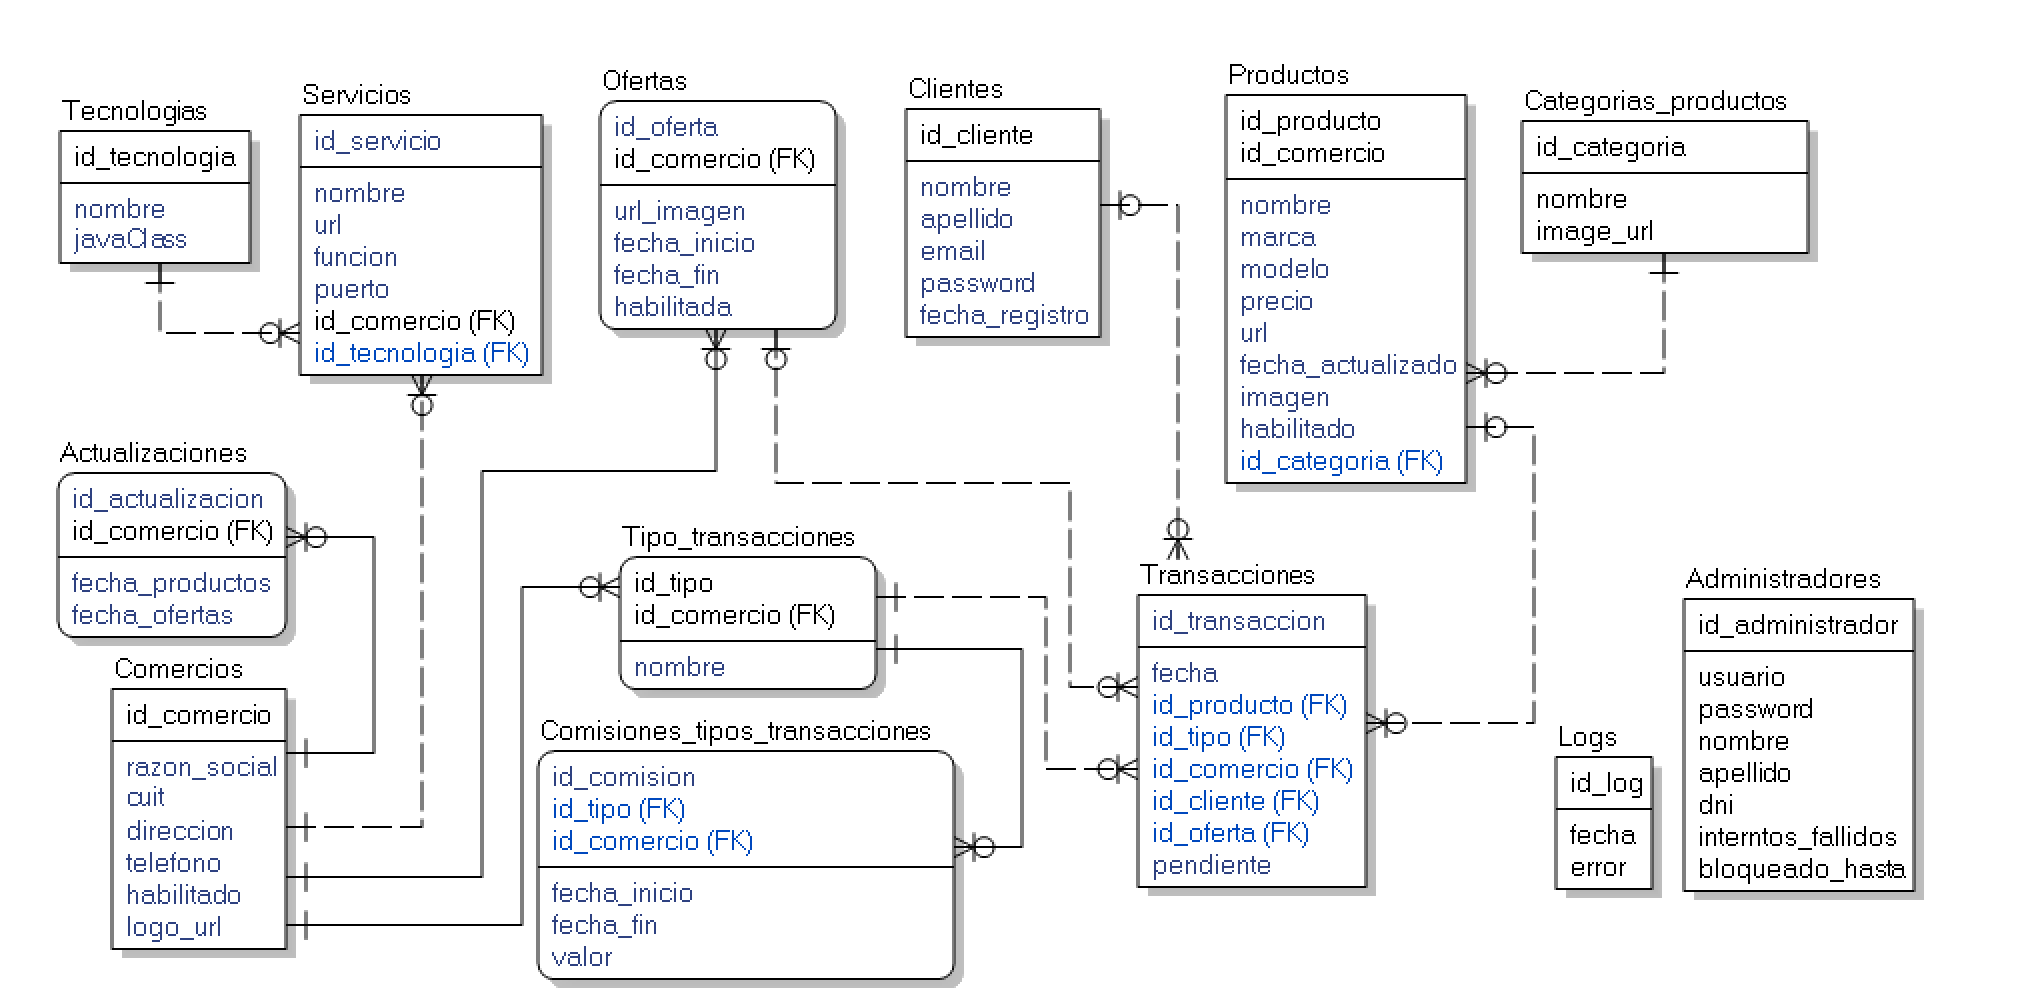 Tecnologias
id_tecnologia
nombre
javaClass
Servicios
id_servicio
nombre
url
funcion
puerto
id_comercio (FK)
id_tecnologia (FK)
Ofertas
id_oferta
id_comercio (FK)
url_imagen
fecha_inicio
fecha_fin
habilitada
Clientes
id_cliente
nombre
apellido
email
password
fecha_registro
Productos
id_producto
id_comercio
nombre
marca
modelo
precio
url
fecha_actualizado
imagen
habilitado
id_categoria (FK)
Categorias_productos
id_categoria
nombre
image_url
Actualizaciones
id_actualizacion
id_comercio (FK)
fecha_productos
fecha_ofertas
Comercios
id_comercio
razon_social
cuit
direccion
telefono
habilitado
logo_url
Tipo_transacciones
id_tipo
id_comercio (FK)
nombre
Comisiones_tipos_transacciones
id_comision
id_tipo (FK)
id_comercio (FK)
fecha_inicio
fecha_fin
valor
Transacciones
id_transaccion
fecha
id_producto (FK)
id_tipo (FK)
id_comercio (FK)
id_cliente (FK)
id_oferta (FK)
pendiente
Logs
id_log
fecha
error
Administradores
id_administrador
usuario
password
nombre
apellido
dni
interntos_fallidos
bloqueado_hasta